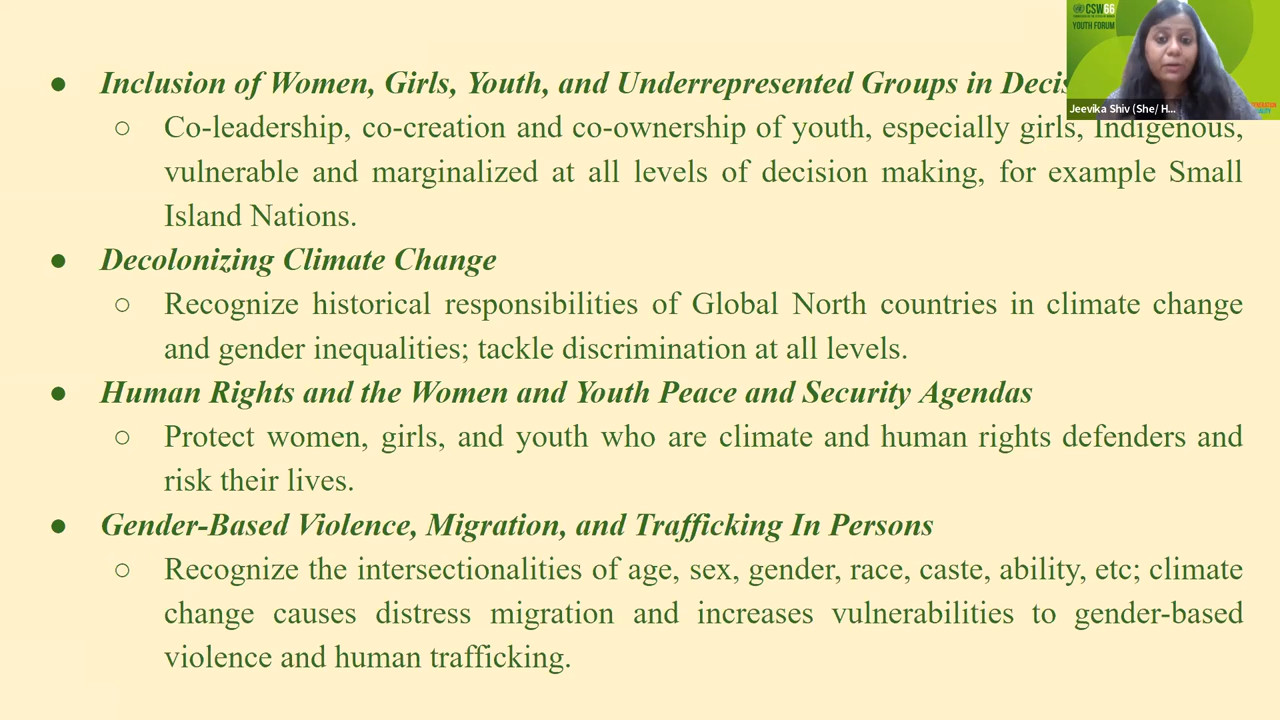 ● Inclusion of Women, Girls, Youth, and Underrepresented Groups in
○ Co-leadership, co-creation and co-ownership of youth, especially girls, Indigenous,
vulnerable and marginalized at all levels of decision making, for example Small
Island Nations.
● Decolonizing Climate Change
○ Recognize historical responsibilities of Global North countries in climate change
and gender inequalities; tackle discrimination at all levels.
● Human Rights and the Women and Youth Peace and Security Agendas
○ Protect women, girls, and youth who are climate and human rights defenders and
risk their lives.
● Gender-Based Violence, Migration, and Trafficking In Persons
○ Recognize the intersectionalities of age, sex, gender, race, caste, ability, etc; climate
change causes distress migration and increases vulnerabilities to gender-based
violence and human trafficking.
CSW66
YOUTH FORUM
Jeevika Shiv (She/ H...